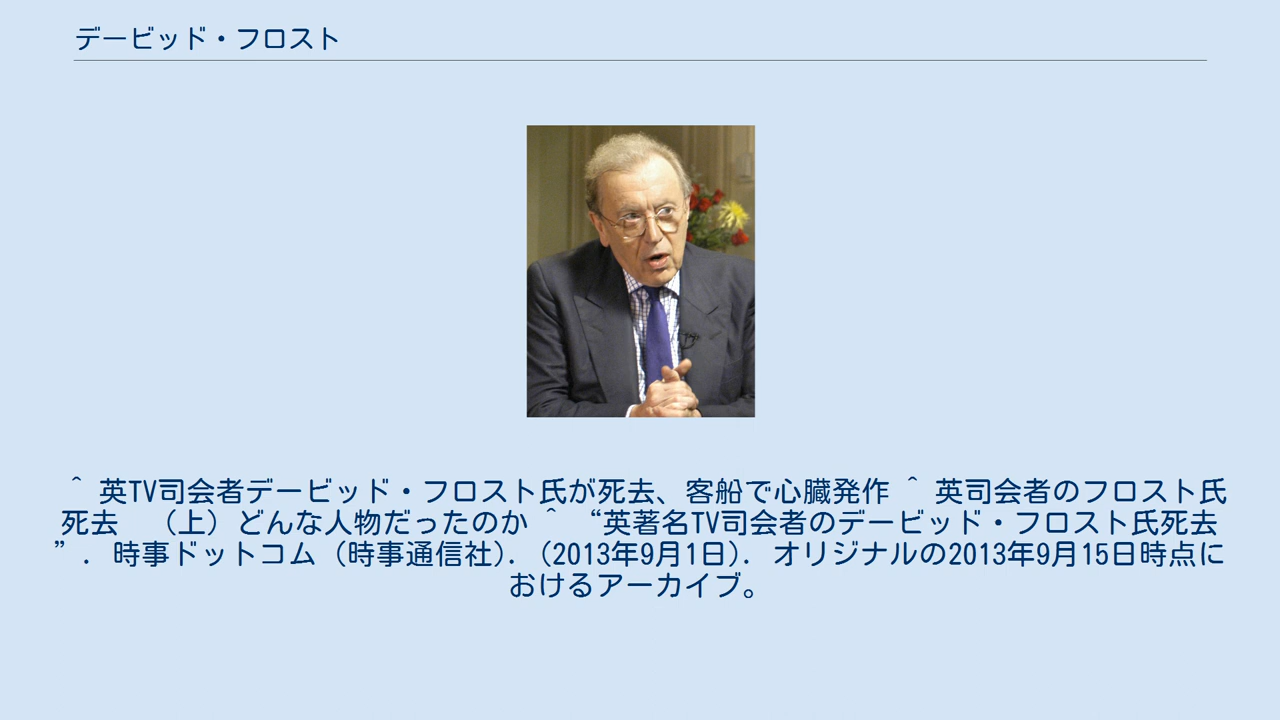 デービッド・フロスト
^ 英TV司会者デービッド・フロスト氏が死去、客船で心臓発作 ^ 英司会者のフロスト氏
死去　（上）どんな人物だったのか ^ “英著名TV司会者のデービッド・フロスト氏死去
”. 時事ドットコム (時事通信社). (2013年9月1日). オリジナルの2013年9月15日時点に
おけるアーカイブ。